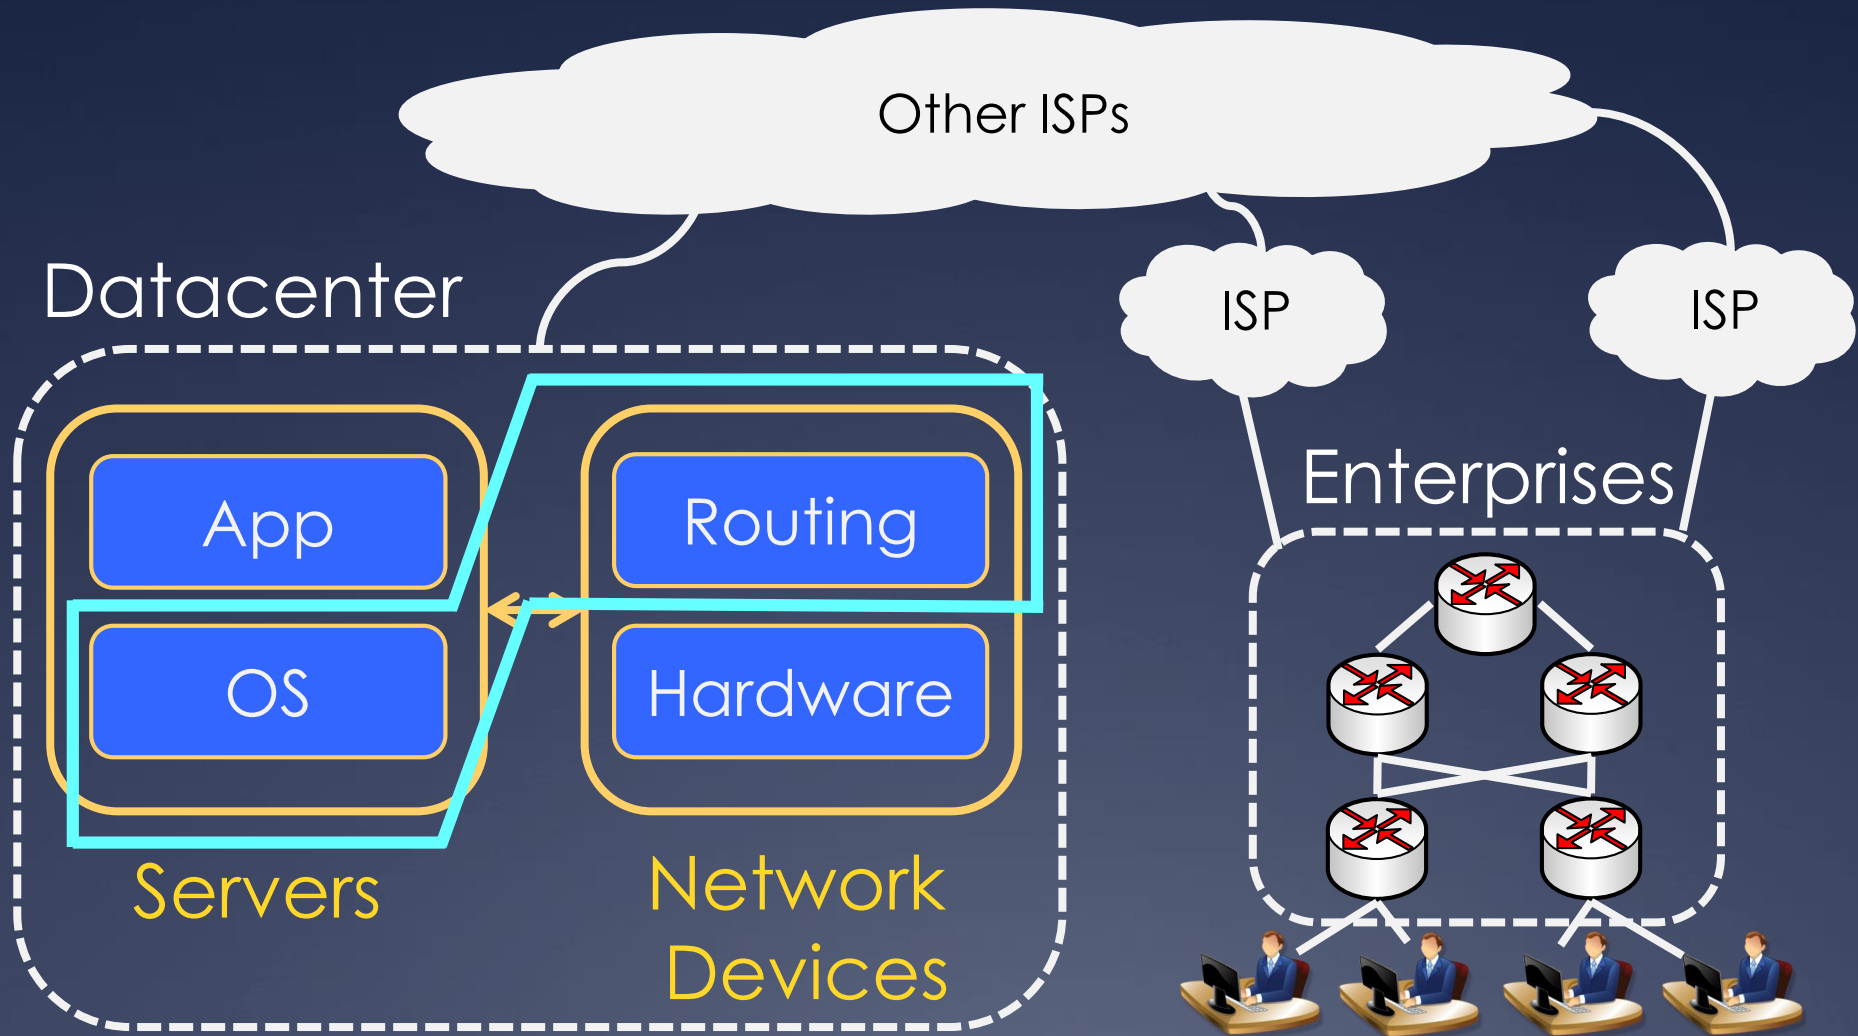 Other ISPs
Datacenter
ISP
ISP
App
Routing
Enterprises
OS
Hardware
Servers
Network
Devices